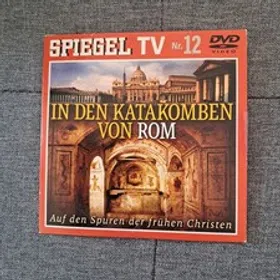 SPIEGEL TV Nr. 12 DVD
VIDEO
IN DEN KATAKOMBEN
VON ROM
Auf den Spuren der frühen Christen